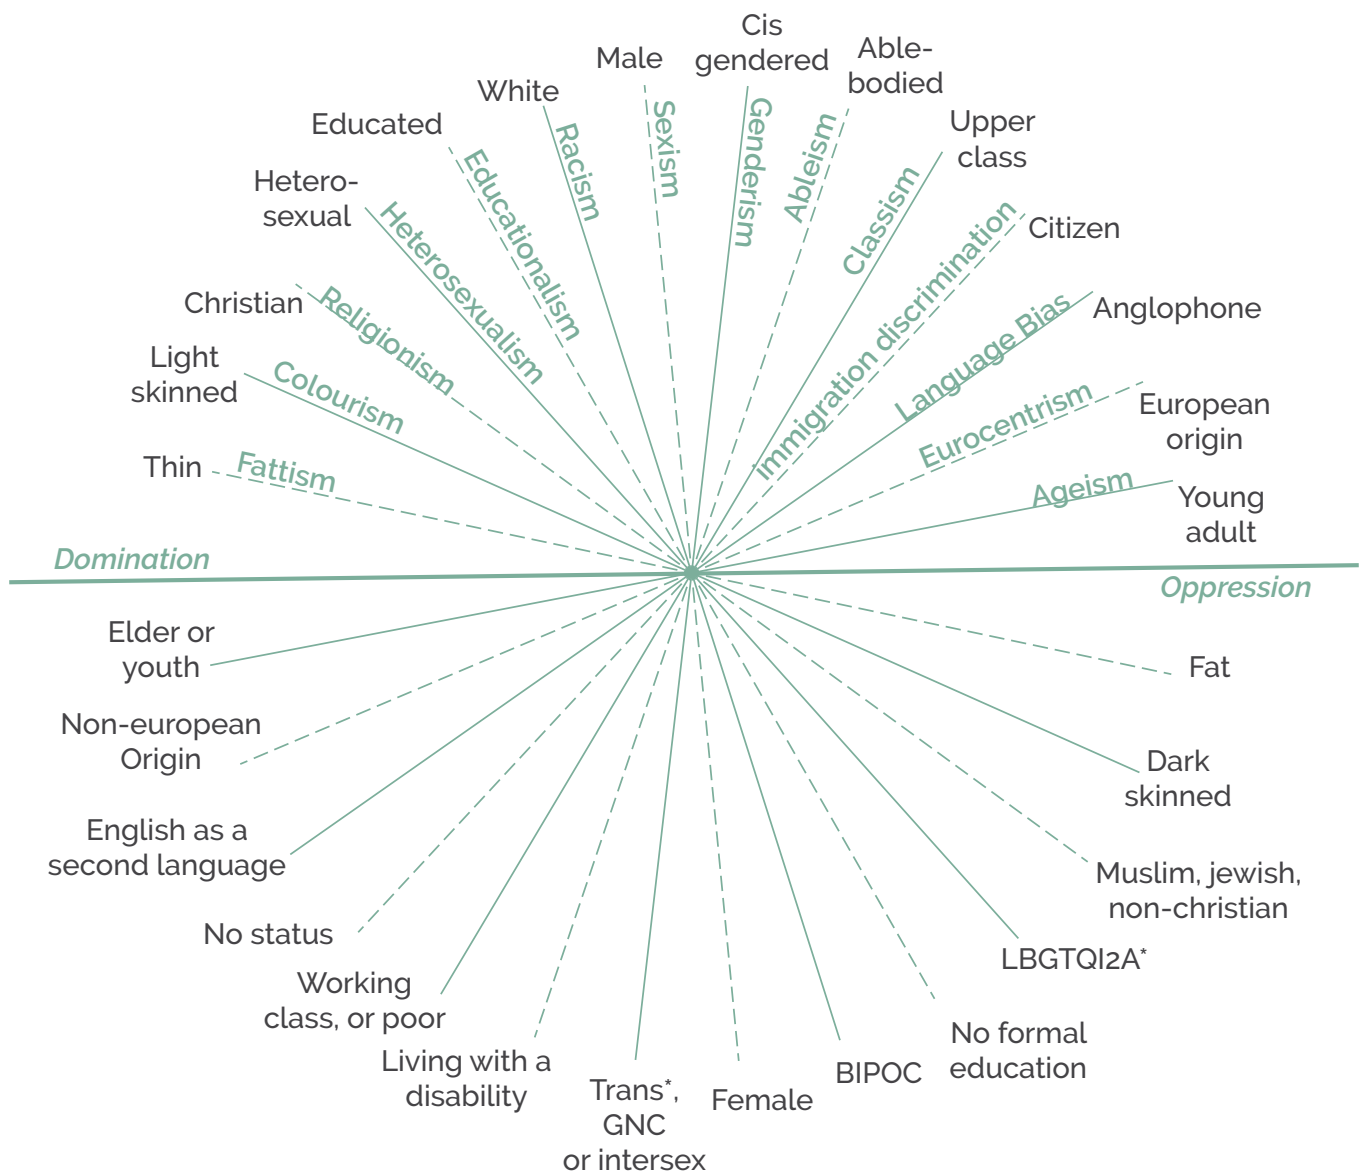 Cis
gendered
Male
Able-
bodied
White
Upper
class
Educated
Hetero-
sexual
Citizen
Christian
Anglophone
Light
skinned
European
origin
Thin
Young
adult
Fattism
Colourism
Religionism
Heterosexualism
Educationalism
Racism
Sexism
Genderism
Ableism
Classism
immigration discrimination
Language Bias
Eurocentrism
Ageism
Domination
Oppression
Elder or
youth
Fat
Non-european
Origin
Dark
skinned
English as a
second language
Muslim, jewish,
non-christian
No status
LBGTQI2A*
Working
class, or poor
No formal
education
Living with a
disability
BIPOC
Trans*,
GNC
or intersex
Female